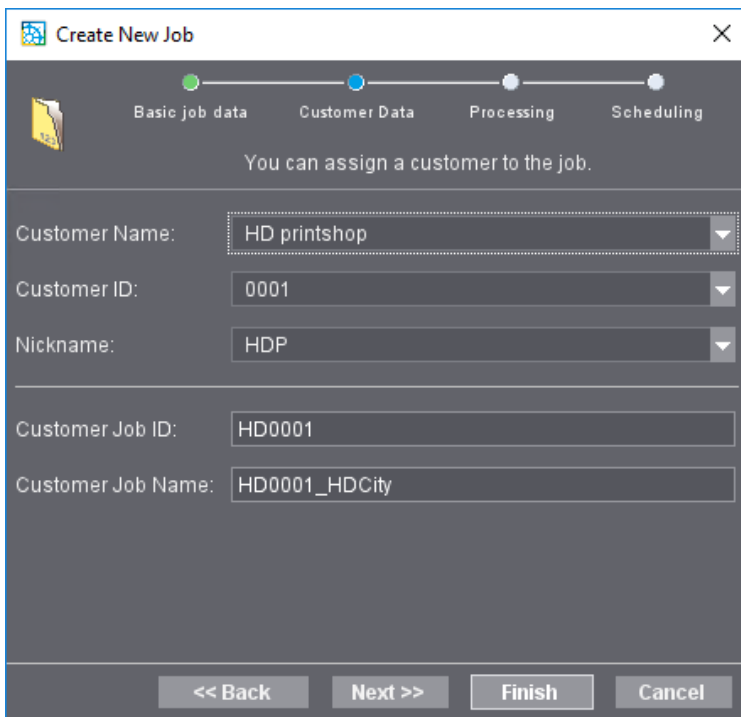 Create New Job
Basic job data Customer Data Processing Scheduling
123
You can assign a customer to the job.
Customer Name: HD printshop
Customer ID: 0001
Nickname: HDP
Customer Job ID: HD0001
Customer Job Name: HD0001_HDCity
<< Back Next >> Finish Cancel